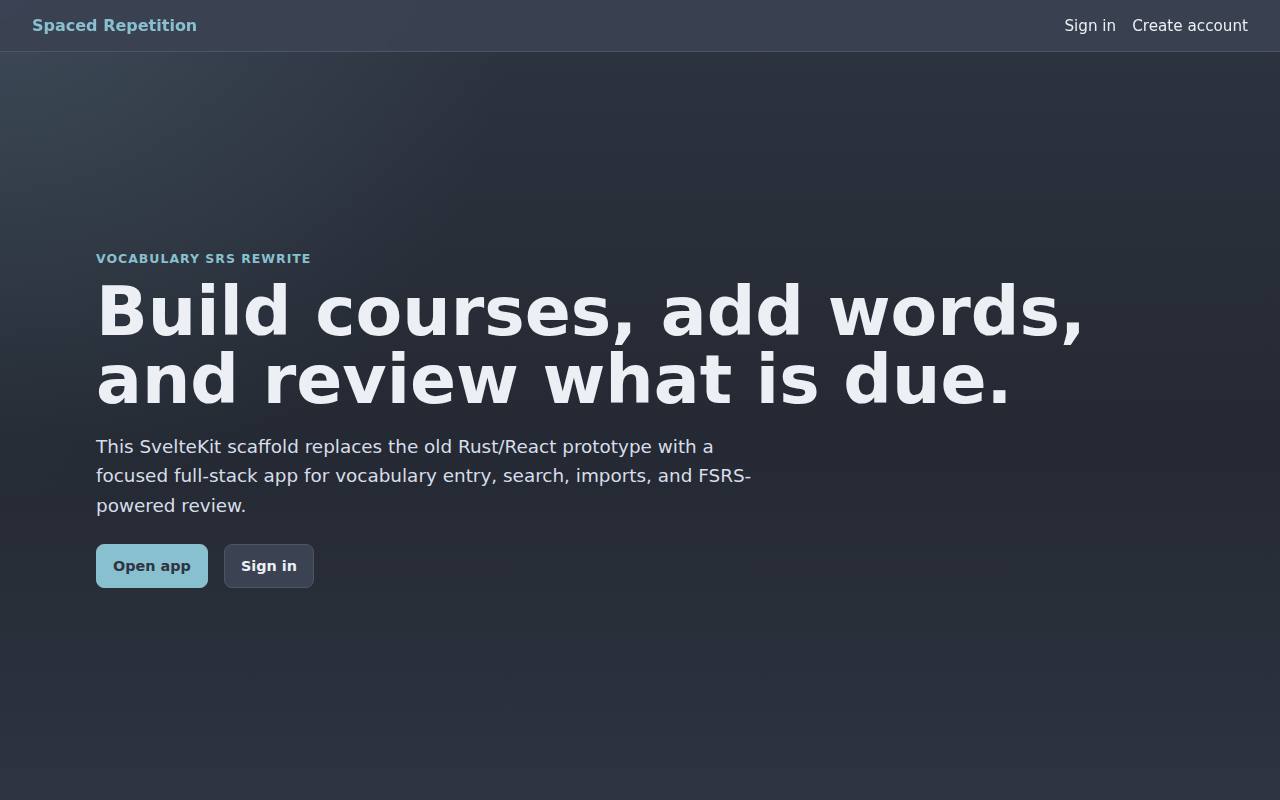 Spaced Repetition
Sign in
Create account
VOCABULARY SRS REWRITE
Build courses, add words,
and review what is due.
This SvelteKit scaffold replaces the old Rust/React prototype with a
focused full-stack app for vocabulary entry, search, imports, and FSRS-
powered review.
Open app
Sign in